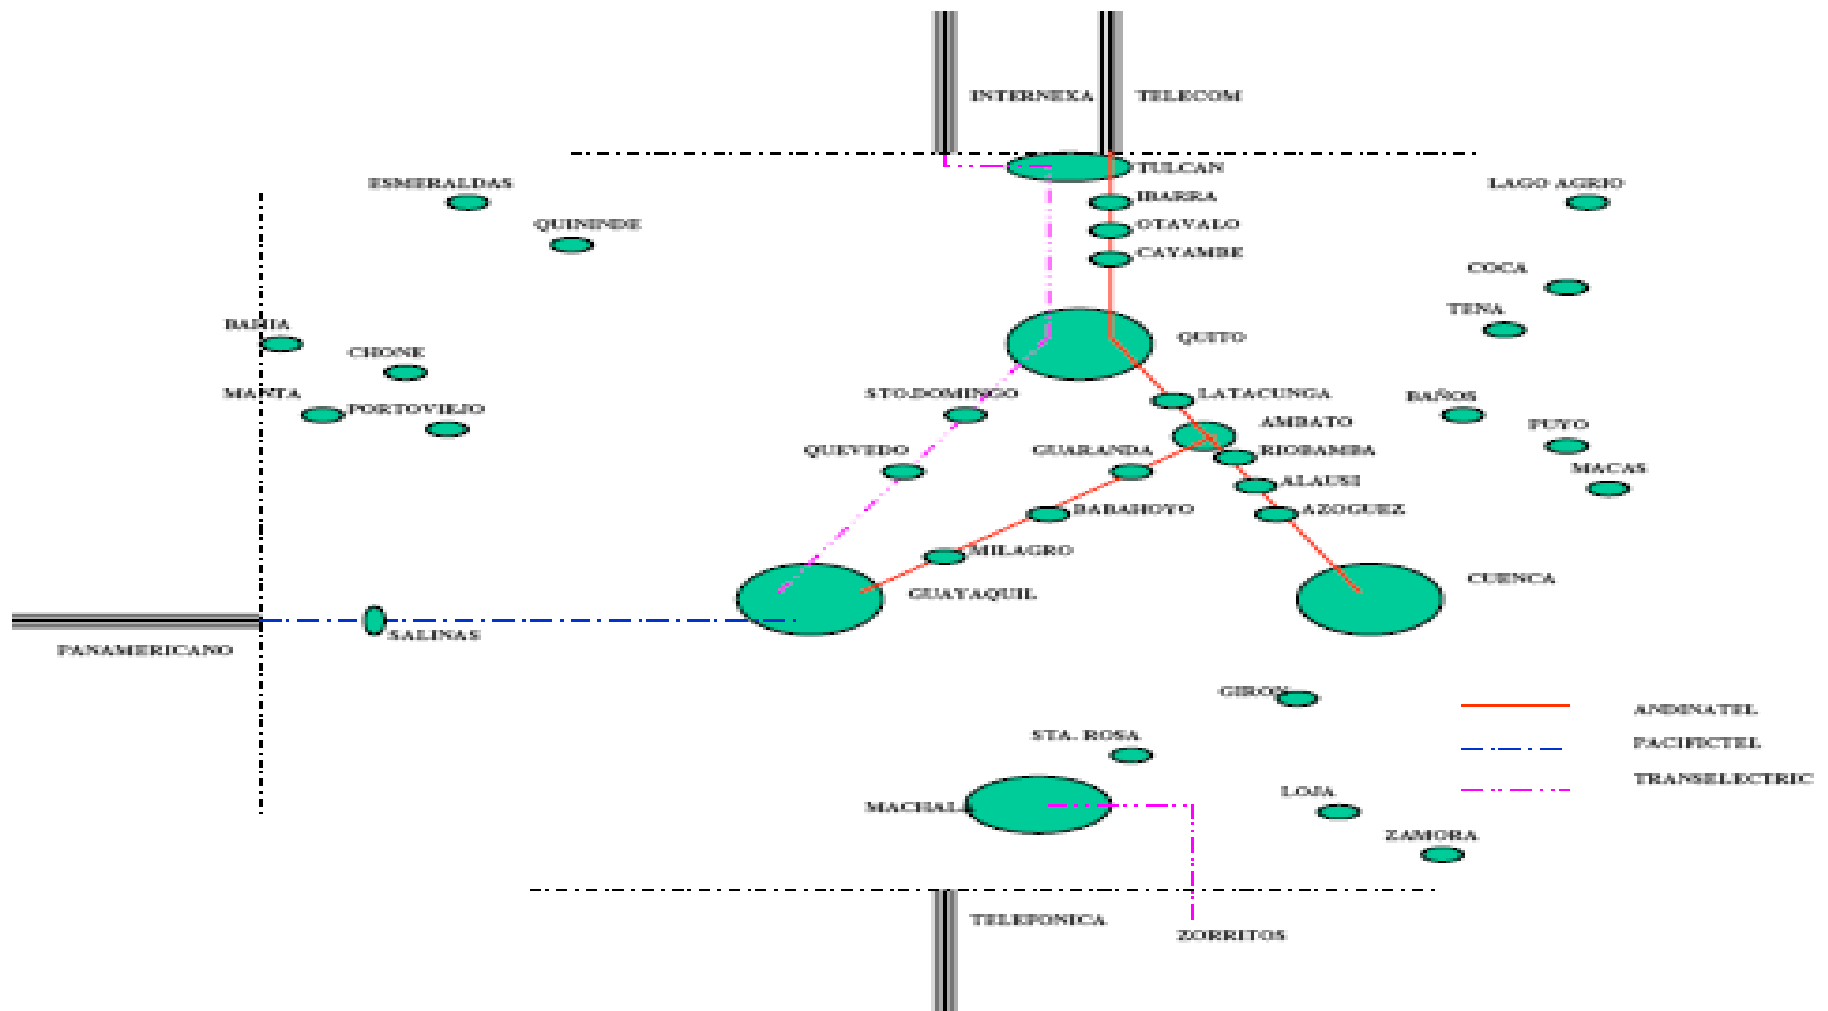 INTERNEXA
TELECOM
TULCAN
ESMERALDAS
LAGO AGRIO
IBARRA
QUININDE
OTAVALO
CAYAMBE
COCA
TENA
BAHIA
QUITO
CHONE
MANTA
STO.DOMINGO
LATACUNGA
BAÑOS
PORTOVIEJO
AMBATO
PUYO
QUEVEDO
GUARANDA
RIOBAMBA
MACAS
ALAUSI
BABAHOYO
AZOGUEZ
MILAGRO
CUENCA
GUAYAQUIL
SALINAS
PANAMERICANO
GIRON
ANDINATEL
STA. ROSA
PACIFICTEL
TRANSELECTRIC
LOJA
MACHALA
ZAMORA
TELEFONICA
ZORRITOS